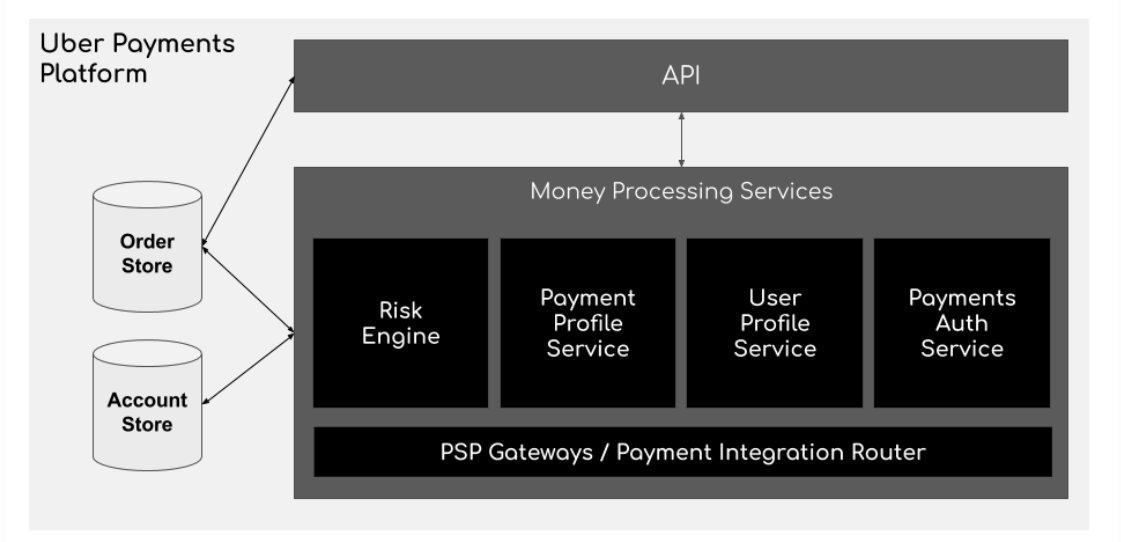 Uber Payments
Platform
API
Money Processing Services
Order
Store
Account
Store
Risk
Engine
Payment
Profile
Service
User
Profile
Service
Payments
Auth
Service
PSP Gateways / Payment Integration Router